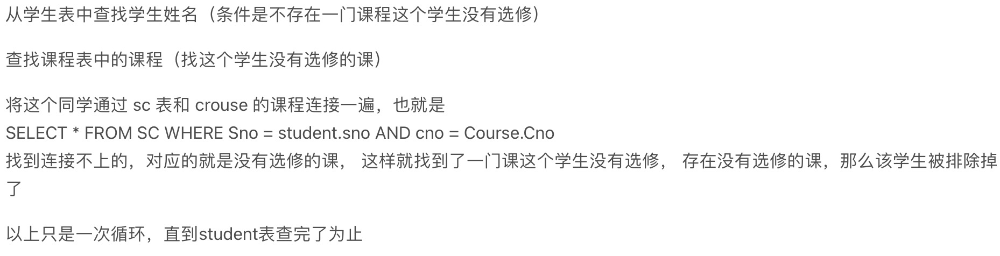 从学生表中查找学生姓名（条件是不存在一门课程这个学生没有选修）
查找课程表中的课程（找这个学生没有选修的课）
将这个同学通过 sc 表和 crouse 的课程连接一遍，也就是
SELECT * FROM SC WHERE Sno = student.sno AND cno = Course.Cno
找到连接不上的，对应的就是没有选修的课， 这样就找到了一门课这个学生没有选修， 存在没有选修的课，那么该学生被排除掉
了
以上只是一次循环，直到student表查完了为止